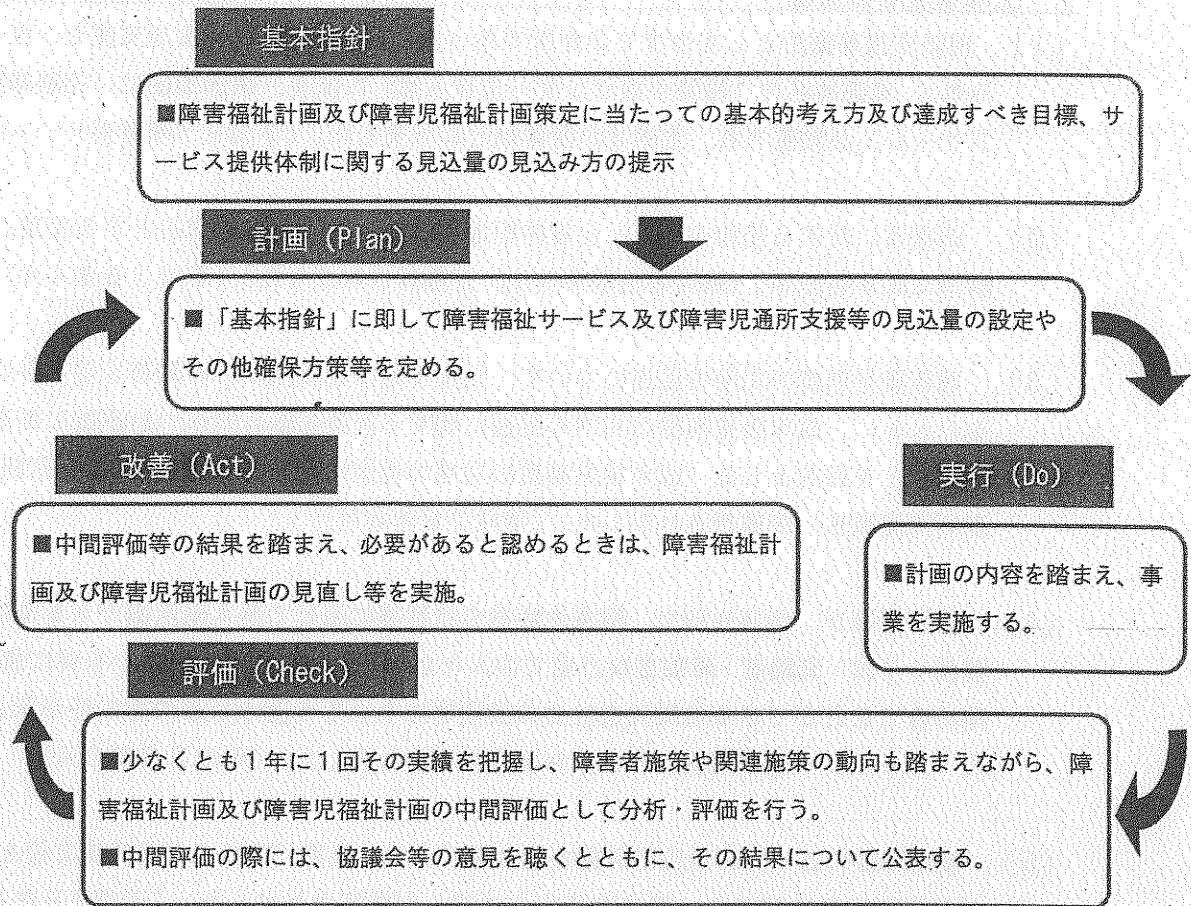 基本指針
■障害福祉計画及び障害児福祉計画策定に当たっての基本的考え方及び達成すべき目標、サ
ービス提供体制に関する見込量の見込み方の提示
計画（Plan）
■「基本指針」に即して障害福祉サービス及び障害児通所支援等の見込量の設定や
その他確保方策等を定める。
改善（Act）
■中間評価等の結果を踏まえ、必要があると認めるときは、障害福祉計
画及び障害児福祉計画の見直し等を実施。
実行（Do）
■計画の内容を踏まえ、事
業を実施する。
評価（Check）
■少なくとも１年に１回その実績を把握し、障害者施策や関連施策の動向も踏まえながら、障
害福祉計画及び障害児福祉計画の中間評価として分析・評価を行う。
■中間評価の際には、協議会等の意見を聴くとともに、その結果について公表する。